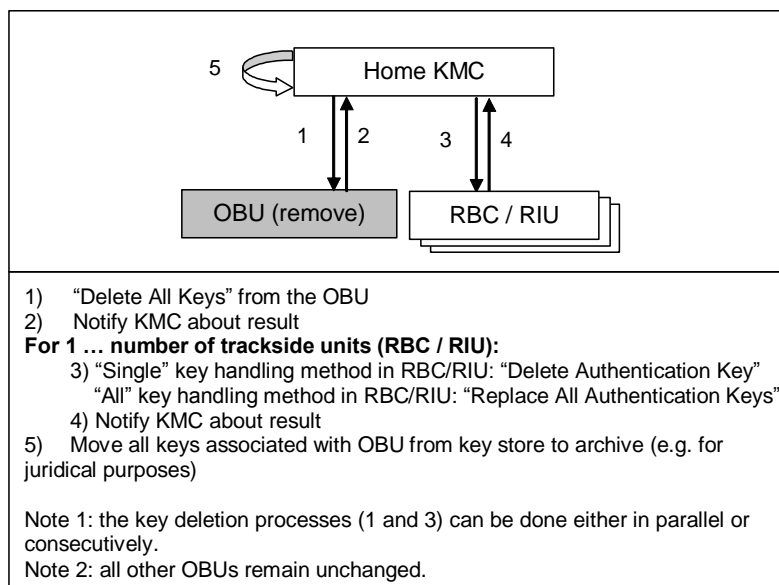 Home KMC
5
1
2
3
4
OBU (remove)
RBC / RIU
1) “Delete All Keys” from the OBU
2) Notify KMC about result
For 1 … number of trackside units (RBC / RIU):
3) “Single” key handling method in RBC/RIU: “Delete Authentication Key”
“All” key handling method in RBC/RIU: “Replace All Authentication Keys”
4) Notify KMC about result
5) Move all keys associated with OBU from key store to archive (e.g. for
juridical purposes)
Note 1: the key deletion processes (1 and 3) can be done either in parallel or
consecutively.
Note 2: all other OBUs remain unchanged.